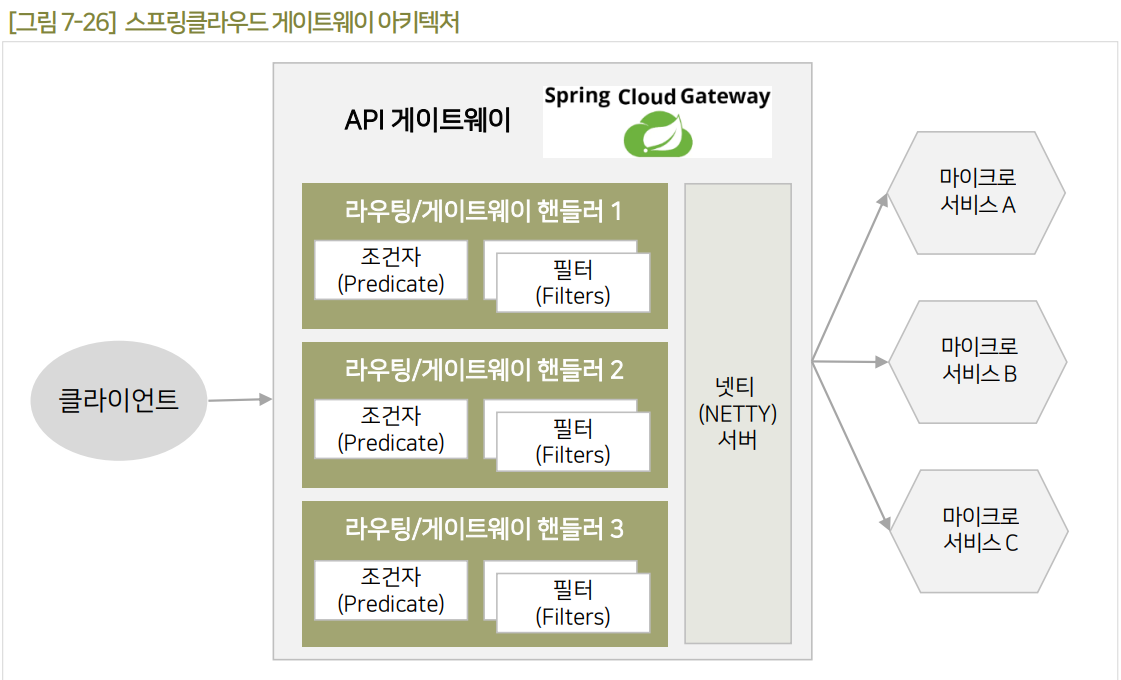 [그림 7-26] 스프링클라우드 게이트웨이 아키텍처
API 게이트웨이
Spring Cloud Gateway
라우팅/게이트웨이 핸들러 1
조건자
(Predicate)
필터
(Filters)
라우팅/게이트웨이 핸들러 2
조건자
(Predicate)
필터
(Filters)
라우팅/게이트웨이 핸들러 3
조건자
(Predicate)
필터
(Filters)
클라이언트
넷티
(NETTY)
서버
마이크로
서비스 A
마이크로
서비스 B
마이크로
서비스 C